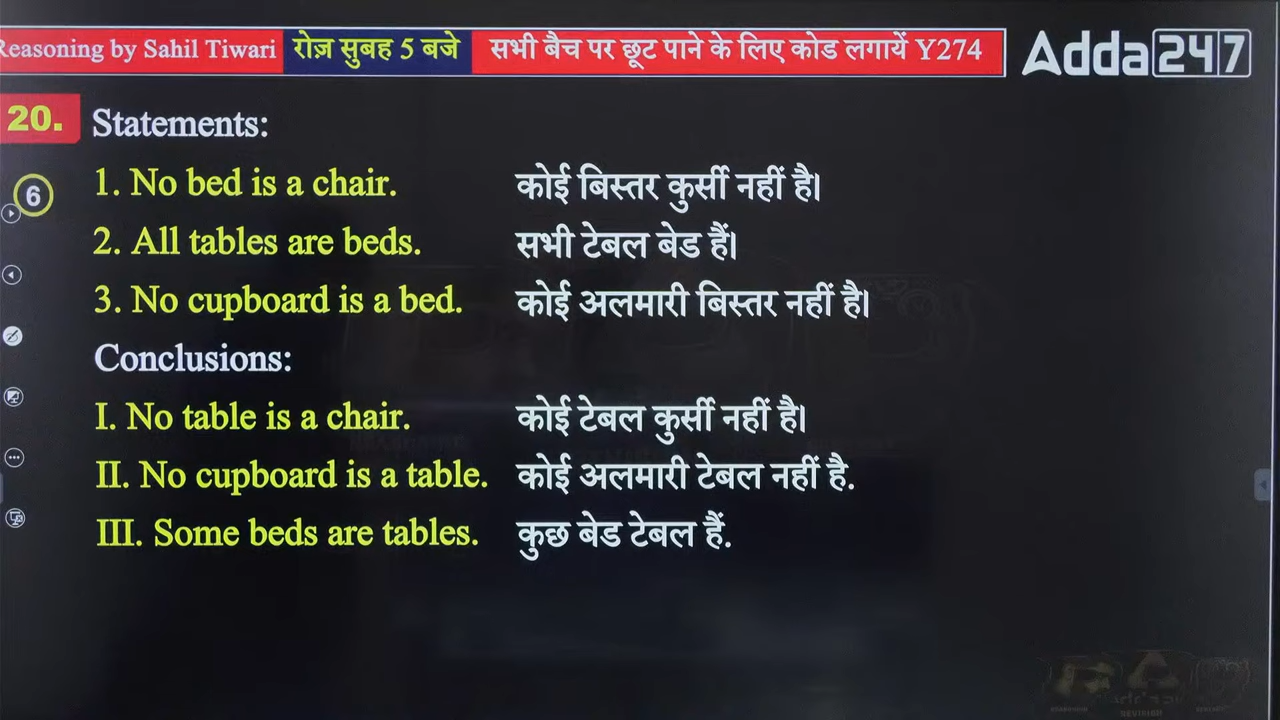 Reasoning by Sahil Tiwari रोज़ सुबह 5 बजे सभी बैच पर छूट पाने के लिए कोड लगायें Y274 Adda247
20. Statements:
6
1. No bed is a chair. कोई बिस्तर कुर्सी नहीं है।
2. All tables are beds. सभी टेबल बेड हैं।
3. No cupboard is a bed. कोई अलमारी बिस्तर नहीं है।
Conclusions:
I. No table is a chair. कोई टेबल कुर्सी नहीं है।
II. No cupboard is a table. कोई अलमारी टेबल नहीं है.
III. Some beds are tables. कुछ बेड टेबल हैं.